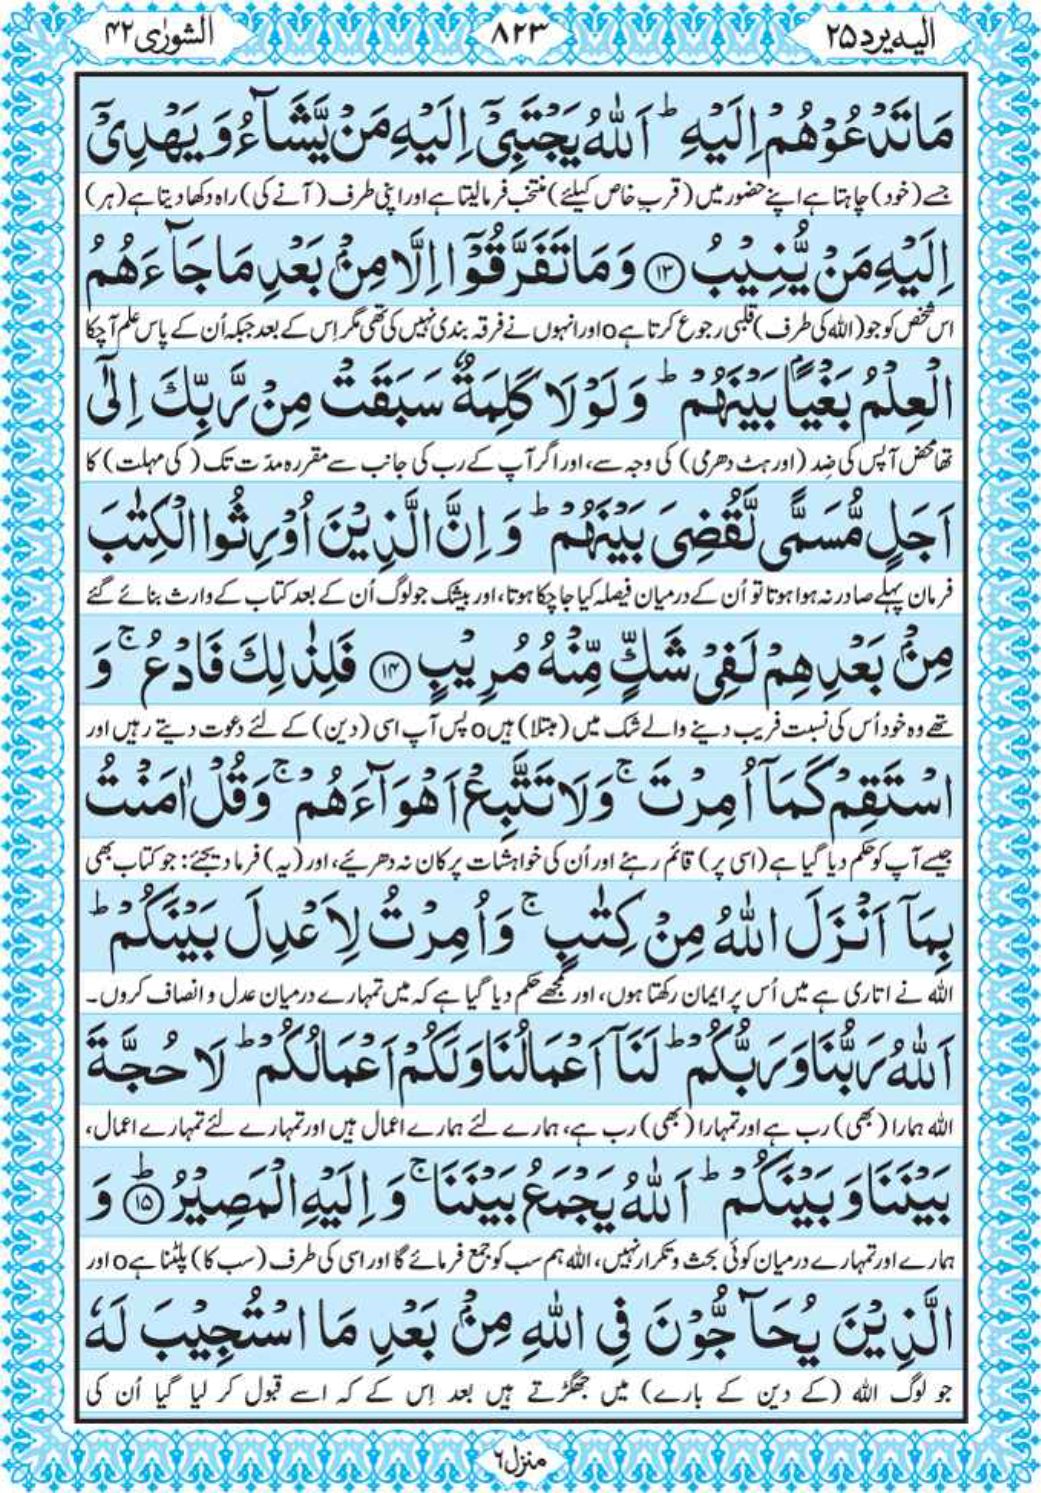 الشورٰی ۴۲ ۸۲۳ الیه یرد ۲۵
مَا تَدْعُوْهُمْ اِلَيْهِ ؕ اَللّٰهُ يَجْتَبِيْۤ اِلَيْهِ مَنْ يَّشَآءُ وَ يَهْدِيْۤ
جسے (خود) چاہتا ہے اپنے حضور میں (قربِ خاص کیلئے) منتخب فرما لیتا ہے اور اپنی طرف (آنے کی) راہ دکھا دیتا ہے (ہر)
اِلَيْهِ مَنْ يُّنِيْبُ ﴿۱۳﴾ وَ مَا تَفَرَّقُوْۤا اِلَّا مِنْۢ بَعْدِ مَا جَآءَهُمُ
اس شخص کو جو (اللہ کی طرف) قلبی رجوع کرتا ہےo اور انہوں نے فرقہ بندی نہیں کی تھی مگر اِس کے بعد جبکہ اُن کے پاس علم آ چکا
الْعِلْمُ بَغْيًۢا بَيْنَهُمْ ؕ وَ لَوْ لَا كَلِمَةٌ سَبَقَتْ مِنْ رَّبِّكَ اِلٰۤى
تھا محض آپس کی ضِد (اور ہٹ دھرمی) کی وجہ سے، اور اگر آپ کے رب کی جانب سے مقررہ مدّت تک (کی مہلت) کا
اَجَلٍ مُّسَمًّى لَّقُضِيَ بَيْنَهُمْ ؕ وَ اِنَّ الَّذِيْنَ اُوْرِثُوا الْكِتٰبَ
فرمان پہلے صادر نہ ہوا ہوتا تو اُن کے درمیان فیصلہ کیا جا چکا ہوتا، اور بیشک جو لوگ اُن کے بعد کتاب کے وارث بنائے گئے
مِنْۢ بَعْدِهِمْ لَفِيْ شَكٍّ مِّنْهُ مُرِيْبٍ ﴿۱۴﴾ فَلِذٰلِكَ فَادْعُ ۚ وَ
تھے وہ خود اُس کی نسبت فریب دینے والے شک میں (مبتلا) ہیںo پس آپ اسی (دین) کے لئے دعوت دیتے رہیں اور
اسْتَقِمْ كَمَاۤ اُمِرْتَ ۚ وَ لَا تَتَّبِعْ اَهْوَآءَهُمْ ۚ وَ قُلْ اٰمَنْتُ
جیسے آپ کو حکم دیا گیا ہے (اسی پر) قائم رہئے اور اُن کی خواہشات پر کان نہ دھرئیے، اور (یہ) فرما دیجئے: جو کتاب بھی
بِمَاۤ اَنْزَلَ اللّٰهُ مِنْ كِتٰبٍ ۚ وَ اُمِرْتُ لِاَعْدِلَ بَيْنَكُمْ ؕ
اللہ نے اتاری ہے میں اُس پر ایمان رکھتا ہوں، اور مجھے حکم دیا گیا ہے کہ میں تمہارے درمیان عدل و انصاف کروں۔
اَللّٰهُ رَبُّنَا وَ رَبُّكُمْ ؕ لَنَاۤ اَعْمَالُنَا وَ لَكُمْ اَعْمَالُكُمْ ؕ لَا حُجَّةَ
اللہ ہمارا (بھی) رب ہے اور تمہارا (بھی) رب ہے، ہمارے لئے ہمارے اعمال ہیں اور تمہارے لئے تمہارے اعمال،
بَيْنَنَا وَ بَيْنَكُمْ ؕ اَللّٰهُ يَجْمَعُ بَيْنَنَا ۚ وَ اِلَيْهِ الْمَصِيْرُ ؕ﴿۱۵﴾ وَ
ہمارے اور تمہارے درمیان کوئی بحث و تکرار نہیں، اللہ ہم سب کو جمع فرمائے گا اور اسی کی طرف (سب کا) پلٹنا ہےo اور
الَّذِيْنَ يُحَآجُّوْنَ فِي اللّٰهِ مِنْۢ بَعْدِ مَا اسْتُجِيْبَ لَهٗ
جو لوگ اللہ (کے دین کے بارے) میں جھگڑتے ہیں بعد اِس کے کہ اسے قبول کر لیا گیا اُن کی
منزل ۶